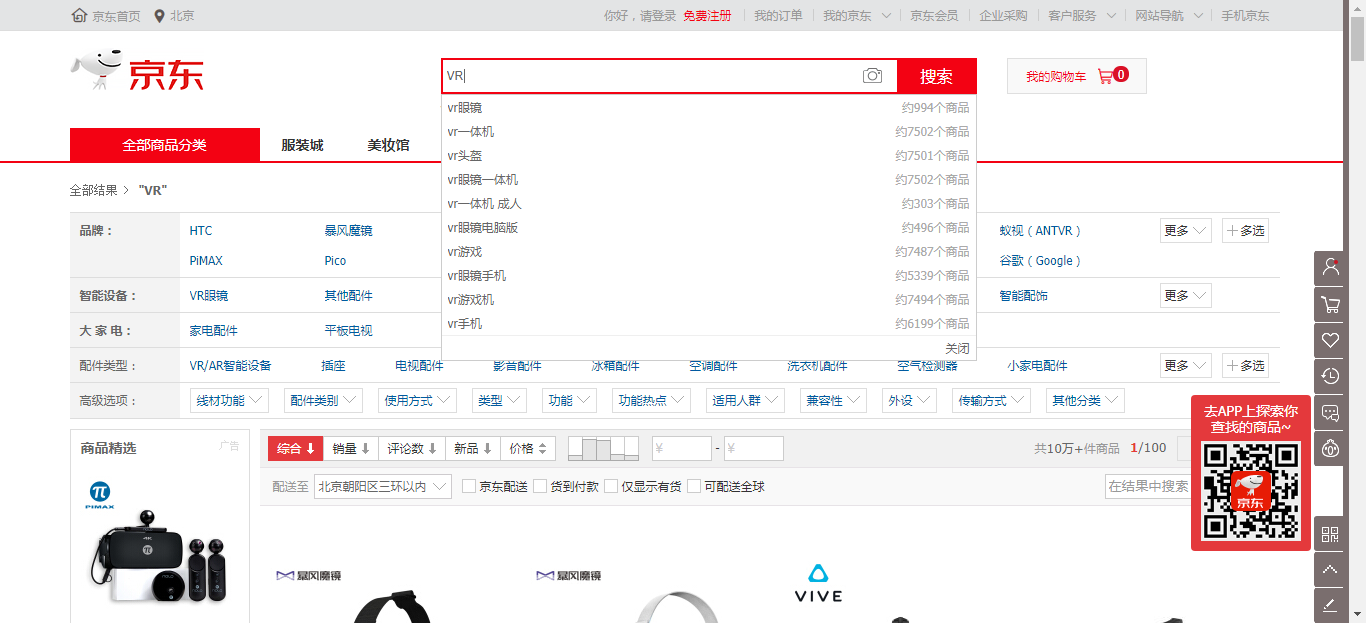 京东首页 北京 你好，请登录 免费注册 我的订单 我的京东 京东会员 企业采购 客户服务 网站导航 手机京东
京东
VR 搜索 我的购物车 0
vr眼镜 约994个商品
vr一体机 约7502个商品
vr头盔 约7501个商品
vr眼镜一体机 约7502个商品
vr一体机 成人 约303个商品
vr眼镜电脑版 约496个商品
vr游戏 约7487个商品
vr眼镜手机 约5339个商品
vr游戏机 约7494个商品
vr手机 约6199个商品
关闭
全部商品分类 服装城 美妆馆
全部结果 > "VR"
品牌： HTC 暴风魔镜 蚁视（ANTVR） 更多 多选
PiMAX Pico 谷歌（Google）
智能设备： VR眼镜 其他配件 智能配饰 更多
大 家 电： 家电配件 平板电视
配件类型： VR/AR智能设备 插座 电视配件 影音配件 冰箱配件 空调配件 洗衣机配件 空气检测器 小家电配件 更多 多选
高级选项： 线材功能 配件类别 使用方式 类型 功能 功能热点 适用人群 兼容性 外设 传输方式 其他分类
商品精选 广告
PIMAX
4K
综合 销量 评论数 新品 价格 ¥ - ¥ 共10万+件商品 1/100
配送至 北京朝阳区三环以内 京东配送 货到付款 仅显示有货 可配送全球 在结果中搜索
暴风魔镜 暴风魔镜 VIVE
去APP上探索你
查找的商品~
京东